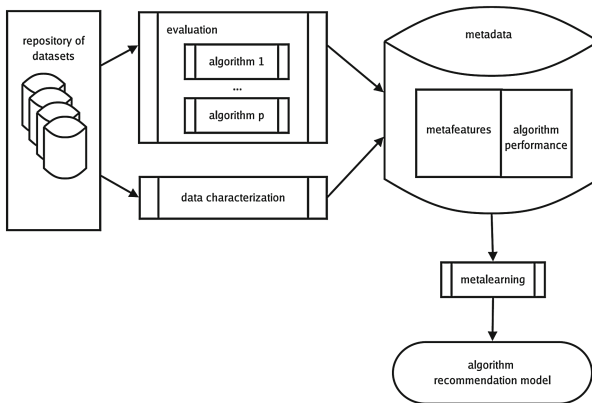 repository of
datasets
evaluation
algorithm 1
...
algorithm p
data characterization
metadata
metafeatures
algorithm
performance
metalearning
algorithm
recommendation model